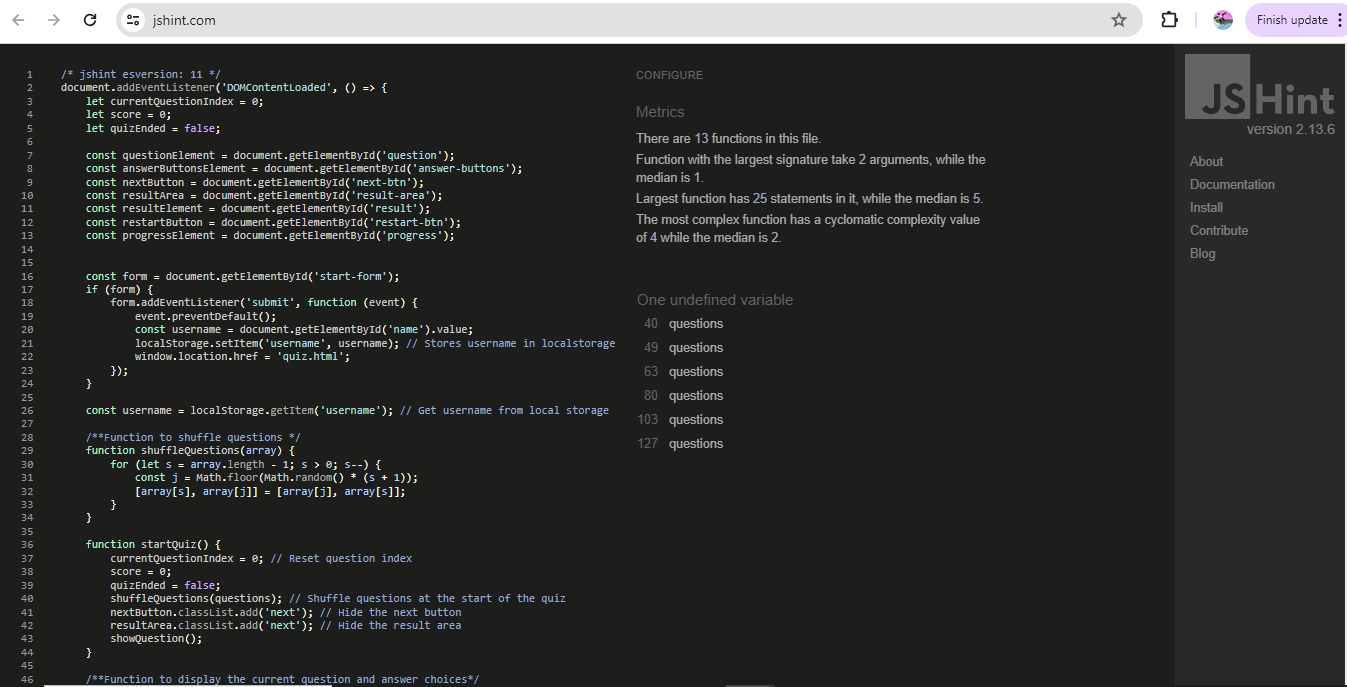 jshint.com
Finish update
1 /* jshint esversion: 11 */
2 document.addEventListener('DOMContentLoaded', () => {
3 let currentQuestionIndex = 0;
4 let score = 0;
5 let quizEnded = false;
6
7 const questionElement = document.getElementById('question');
8 const answerButtonsElement = document.getElementById('answer-buttons');
9 const nextButton = document.getElementById('next-btn');
10 const resultArea = document.getElementById('result-area');
11 const resultElement = document.getElementById('result');
12 const restartButton = document.getElementById('restart-btn');
13 const progressElement = document.getElementById('progress');
14
15
16 const form = document.getElementById('start-form');
17 if (form) {
18 form.addEventListener('submit', function (event) {
19 event.preventDefault();
20 const username = document.getElementById('name').value;
21 localStorage.setItem('username', username); // Stores username in localstorage
22 window.location.href = 'quiz.html';
23 });
24 }
25
26 const username = localStorage.getItem('username'); // Get username from local storage
27
28 /**Function to shuffle questions */
29 function shuffleQuestions(array) {
30 for (let s = array.length - 1; s > 0; s--) {
31 const j = Math.floor(Math.random() * (s + 1));
32 [array[s], array[j]] = [array[j], array[s]];
33 }
34 }
35
36 function startQuiz() {
37 currentQuestionIndex = 0; // Reset question index
38 score = 0;
39 quizEnded = false;
40 shuffleQuestions(questions); // Shuffle questions at the start of the quiz
41 nextButton.classList.add('next'); // Hide the next button
42 resultArea.classList.add('next'); // Hide the result area
43 showQuestion();
44 }
45
46 /**Function to display the current question and answer choices*/
CONFIGURE
Metrics
There are 13 functions in this file.
Function with the largest signature take 2 arguments, while the
median is 1.
Largest function has 25 statements in it, while the median is 5.
The most complex function has a cyclomatic complexity value
of 4 while the median is 2.
One undefined variable
40 questions
49 questions
63 questions
80 questions
103 questions
127 questions
JSHint
version 2.13.6
About
Documentation
Install
Contribute
Blog